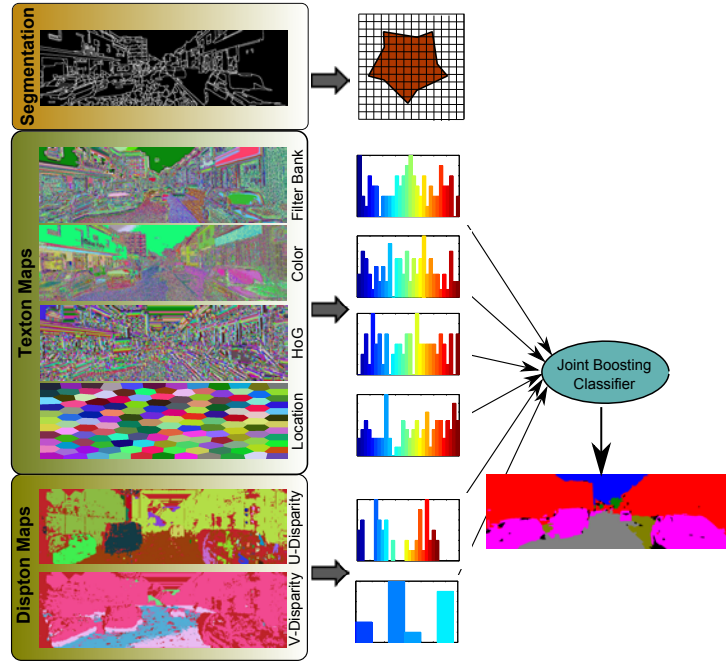 Segmentation
Texton Maps
Filter Bank
Color
HoG
Location
Dispton Maps
U-Disparity
V-Disparity
Joint Boosting
Classifier